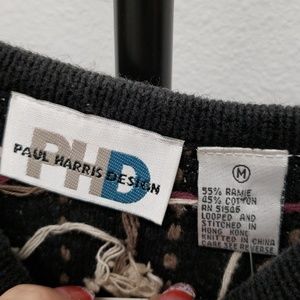 PHD
PAUL HARRIS DESIGN
M
55% RAMIE
45% COTTON
RN 51546
LOOPED AND
STITCHED IN
HONG KONG
KNITTED IN CHINA
CARE SEE REVERSE